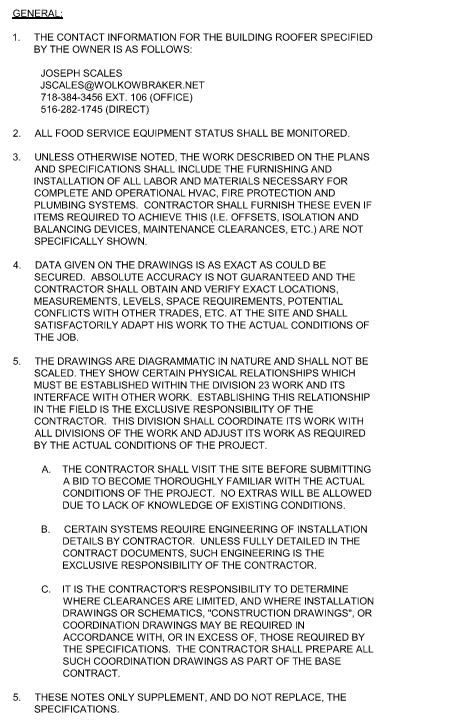 GENERAL:
1. THE CONTACT INFORMATION FOR THE BUILDING ROOFER SPECIFIED
BY THE OWNER IS AS FOLLOWS:
JOSEPH SCALES
JSCALES@WOLKOWBRAKER.NET
718-384-3456 EXT. 106 (OFFICE)
516-282-1745 (DIRECT)
2. ALL FOOD SERVICE EQUIPMENT STATUS SHALL BE MONITORED.
3. UNLESS OTHERWISE NOTED, THE WORK DESCRIBED ON THE PLANS
AND SPECIFICATIONS SHALL INCLUDE THE FURNISHING AND
INSTALLATION OF ALL LABOR AND MATERIALS NECESSARY FOR
COMPLETE AND OPERATIONAL HVAC, FIRE PROTECTION AND
PLUMBING SYSTEMS. CONTRACTOR SHALL FURNISH THESE EVEN IF
ITEMS REQUIRED TO ACHIEVE THIS (I.E. OFFSETS, ISOLATION AND
BALANCING DEVICES, MAINTENANCE CLEARANCES, ETC.) ARE NOT
SPECIFICALLY SHOWN.
4. DATA GIVEN ON THE DRAWINGS IS AS EXACT AS COULD BE
SECURED. ABSOLUTE ACCURACY IS NOT GUARANTEED AND THE
CONTRACTOR SHALL OBTAIN AND VERIFY EXACT LOCATIONS,
MEASUREMENTS, LEVELS, SPACE REQUIREMENTS, POTENTIAL
CONFLICTS WITH OTHER TRADES, ETC. AT THE SITE AND SHALL
SATISFACTORILY ADAPT HIS WORK TO THE ACTUAL CONDITIONS OF
THE JOB.
5. THE DRAWINGS ARE DIAGRAMMATIC IN NATURE AND SHALL NOT BE
SCALED. THEY SHOW CERTAIN PHYSICAL RELATIONSHIPS WHICH
MUST BE ESTABLISHED WITHIN THE DIVISION 23 WORK AND ITS
INTERFACE WITH OTHER WORK. ESTABLISHING THIS RELATIONSHIP
IN THE FIELD IS THE EXCLUSIVE RESPONSIBILITY OF THE
CONTRACTOR. THIS DIVISION SHALL COORDINATE ITS WORK WITH
ALL DIVISIONS OF THE WORK AND ADJUST ITS WORK AS REQUIRED
BY THE ACTUAL CONDITIONS OF THE PROJECT.
A. THE CONTRACTOR SHALL VISIT THE SITE BEFORE SUBMITTING
A BID TO BECOME THOROUGHLY FAMILIAR WITH THE ACTUAL
CONDITIONS OF THE PROJECT. NO EXTRAS WILL BE ALLOWED
DUE TO LACK OF KNOWLEDGE OF EXISTING CONDITIONS.
B. CERTAIN SYSTEMS REQUIRE ENGINEERING OF INSTALLATION
DETAILS BY CONTRACTOR. UNLESS FULLY DETAILED IN THE
CONTRACT DOCUMENTS, SUCH ENGINEERING IS THE
EXCLUSIVE RESPONSIBILITY OF THE CONTRACTOR.
C. IT IS THE CONTRACTOR'S RESPONSIBILITY TO DETERMINE
WHERE CLEARANCES ARE LIMITED, AND WHERE INSTALLATION
DRAWINGS OR SCHEMATICS, "CONSTRUCTION DRAWINGS", OR
COORDINATION DRAWINGS MAY BE REQUIRED IN
ACCORDANCE WITH, OR IN EXCESS OF, THOSE REQUIRED BY
THE SPECIFICATIONS. THE CONTRACTOR SHALL PREPARE ALL
SUCH COORDINATION DRAWINGS AS PART OF THE BASE
CONTRACT.
5. THESE NOTES ONLY SUPPLEMENT, AND DO NOT REPLACE, THE
SPECIFICATIONS.